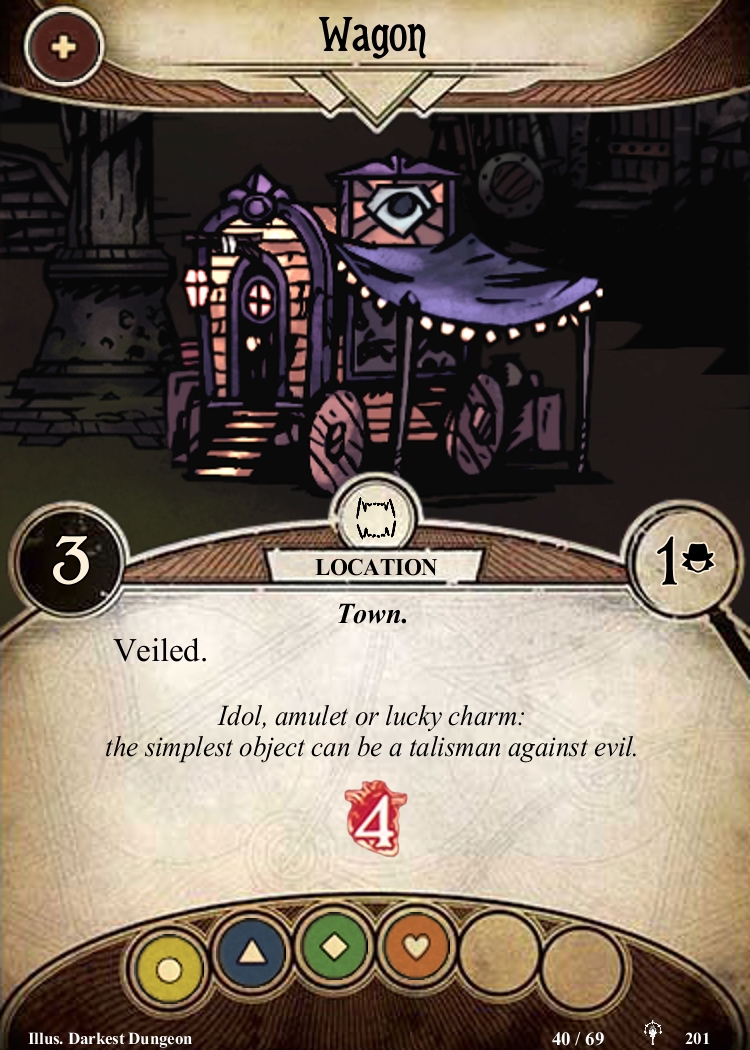 Wagon
3
1
LOCATION
Town.
Veiled.
Idol, amulet or lucky charm:
the simplest object can be a talisman against evil.
4
Illus. Darkest Dungeon
40 / 69
201